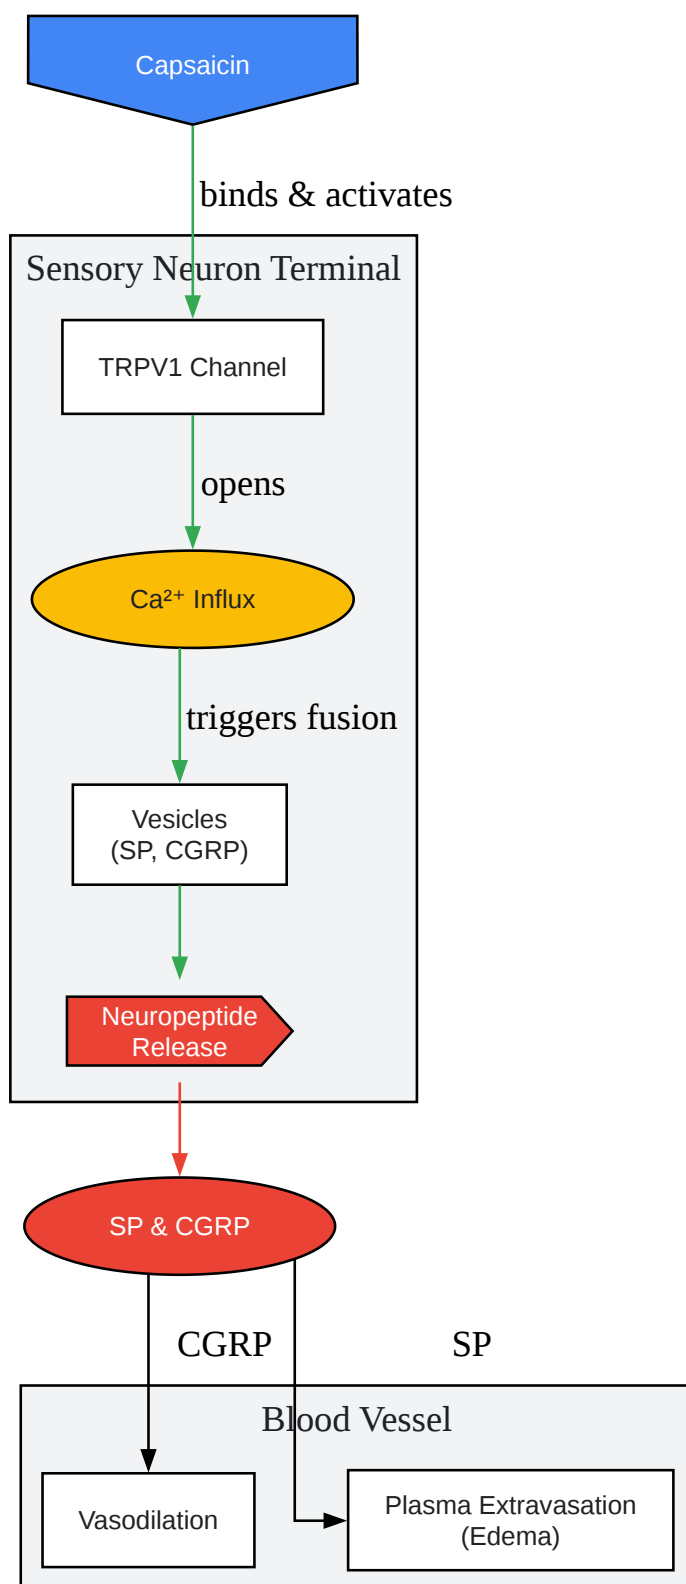 Capsaicin
binds & activates
Sensory Neuron Terminal
TRPV1 Channel
opens
Ca²⁺ Influx
triggers fusion
Vesicles
(SP, CGRP)
Neuropeptide
Release
SP & CGRP
CGRP
SP
Blood Vessel
Vasodilation
Plasma Extravasation
(Edema)